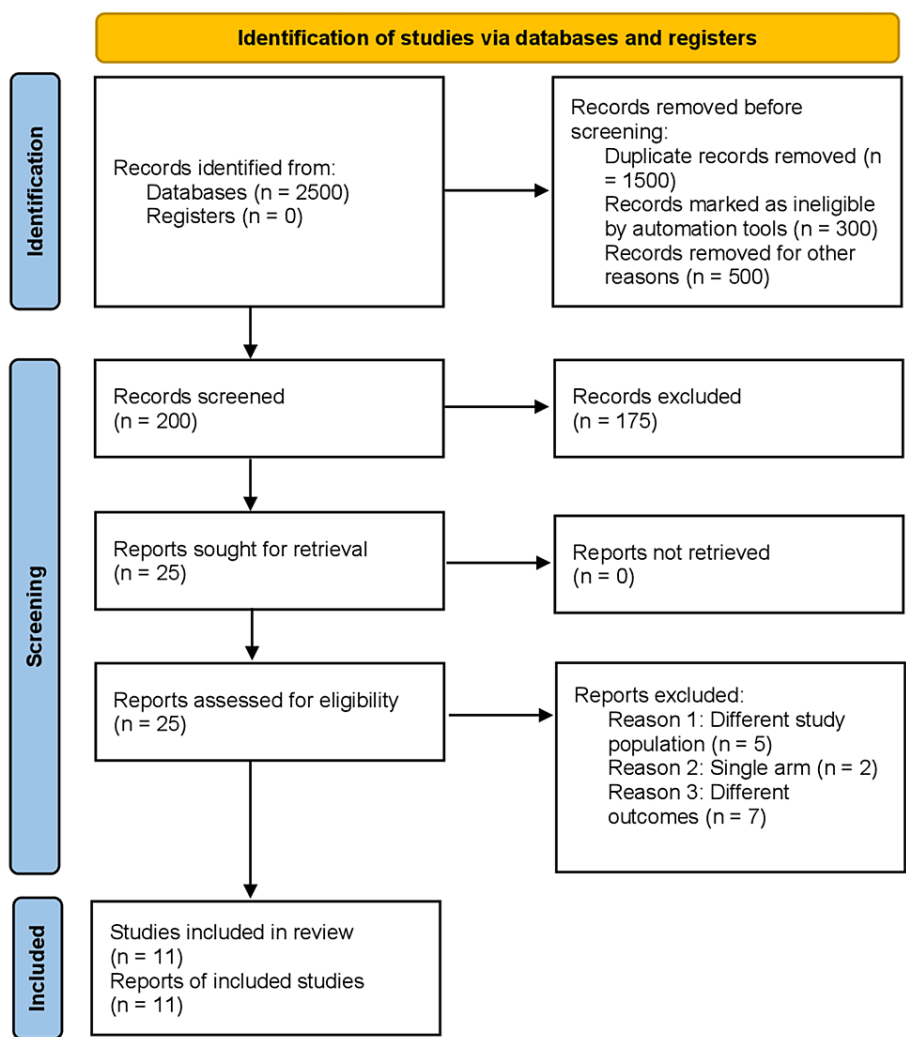 Identification of studies via databases and registers
Identification
Records identified from:
Databases (n = 2500)
Registers (n = 0)
Records removed before
screening:
Duplicate records removed (n
= 1500)
Records marked as ineligible
by automation tools (n = 300)
Records removed for other
reasons (n = 500)
Screening
Records screened
(n = 200)
Records excluded
(n = 175)
Reports sought for retrieval
(n = 25)
Reports not retrieved
(n = 0)
Reports assessed for eligibility
(n = 25)
Reports excluded:
Reason 1: Different study
population (n = 5)
Reason 2: Single arm (n = 2)
Reason 3: Different
outcomes (n = 7)
Included
Studies included in review
(n = 11)
Reports of included studies
(n = 11)